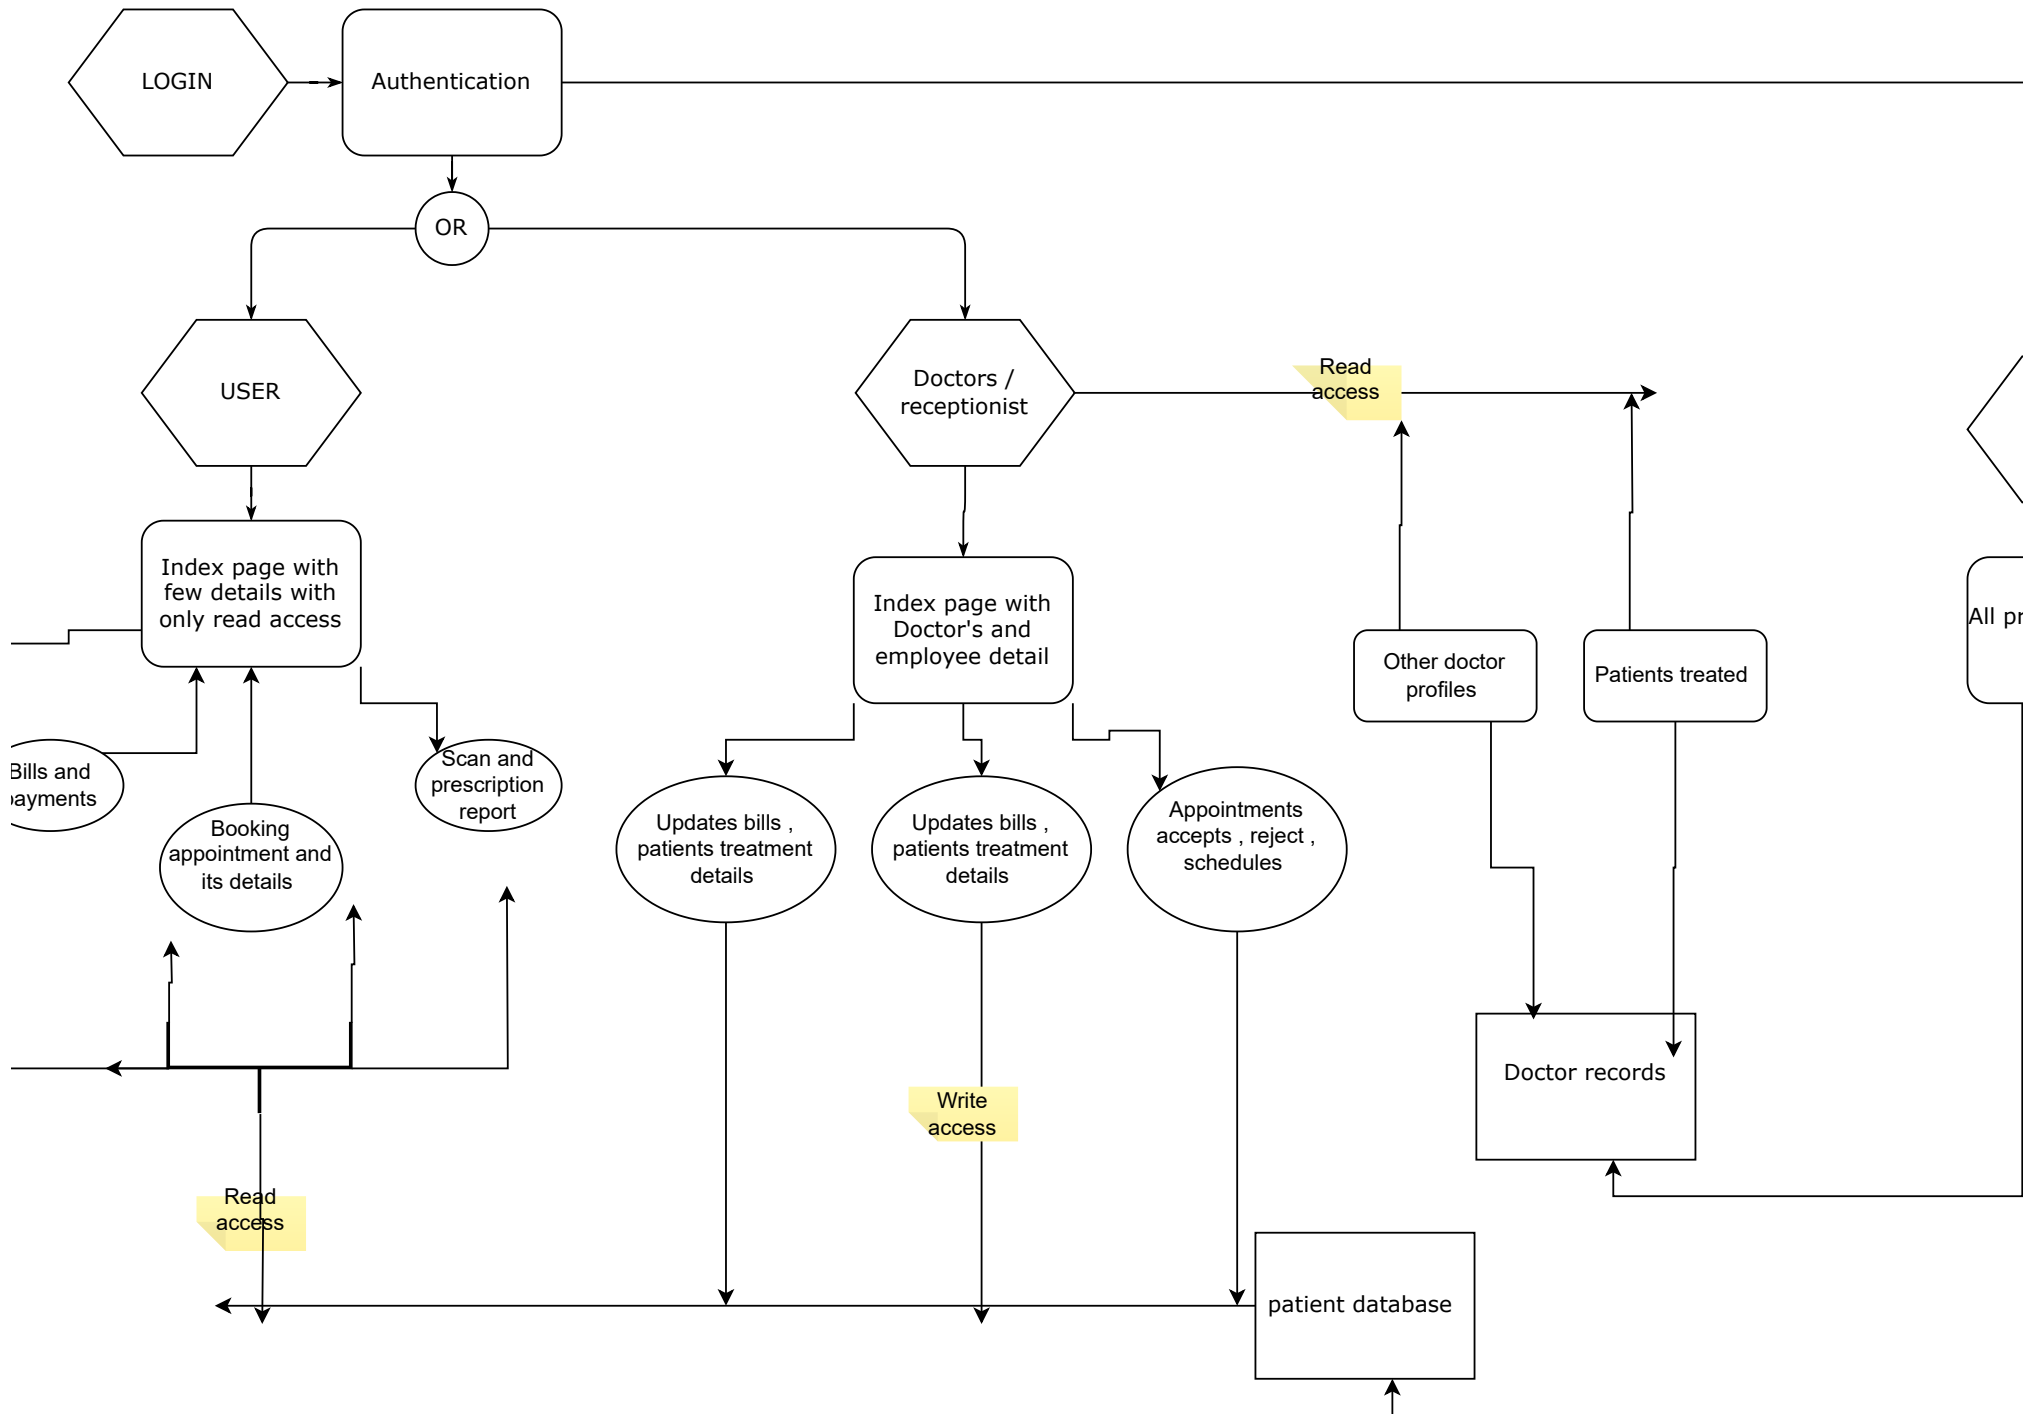 LOGIN
Authentication
OR
USER
Doctors /
receptionist
Read
access
Index page with
few details with
only read access
Index page with
Doctor's and
employee detail
Other doctor
profiles
Patients treated
All pr
Bills and
payments
Booking
appointment and
its details
Scan and
prescription
report
Updates bills ,
patients treatment
details
Updates bills ,
patients treatment
details
Appointments
accepts , reject ,
schedules
Doctor records
Write
access
Read
access
patient database